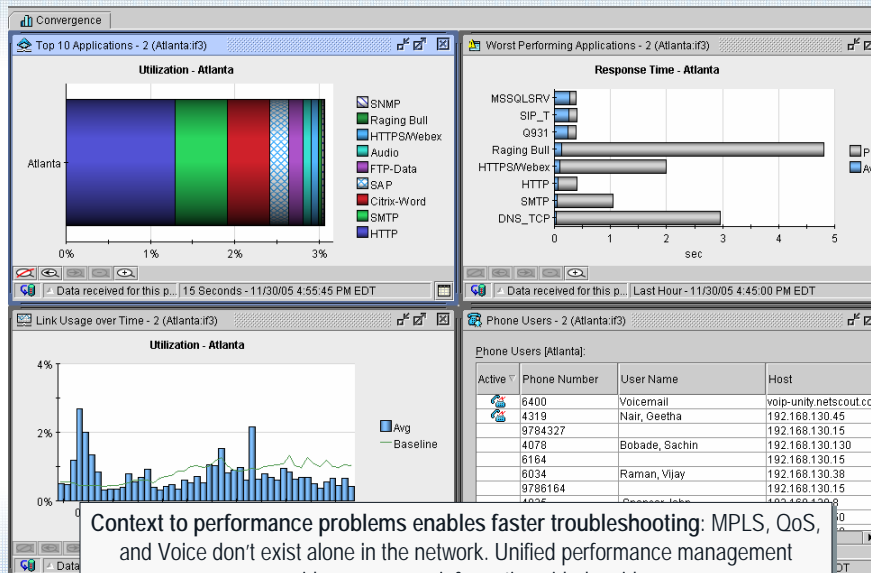 Convergence
Top 10 Applications - 2 (Atlanta:if3)
Utilization - Atlanta
Atlanta
SNMP
Raging Bull
HTTPS/Webex
Audio
FTP-Data
SAP
Citrix-Word
SMTP
HTTP
0% 1% 2% 3%
Data received for this p... 15 Seconds - 11/30/05 4:55:45 PM EDT
Worst Performing Applications - 2 (Atlanta:if3)
Response Time - Atlanta
MSSQLSRV
SIP_T
Q931
Raging Bull
HTTPS/Webex
HTTP
SMTP
DNS_TCP
0 1 2 3 4 5
sec
Data received for this p... Last Hour - 11/30/05 4:45:00 PM EDT
Link Usage over Time - 2 (Atlanta:if3)
Utilization - Atlanta
4%
2%
0%
Avg
Baseline
Data
Phone Users - 2 (Atlanta:if3)
Phone Users [Atlanta]:
Active Phone Number User Name Host
6400 Voicemail voip-unity.netscout.co
4319 Nair, Geetha 192.168.130.45
9784327 192.168.130.15
4078 Bobade, Sachin 192.168.130.130
6164 192.168.130.15
6034 Raman, Vijay 192.168.130.38
9786164 192.168.130.15
Context to performance problems enables faster troubleshooting: MPLS, QoS,
and Voice don't exist alone in the network. Unified performance management